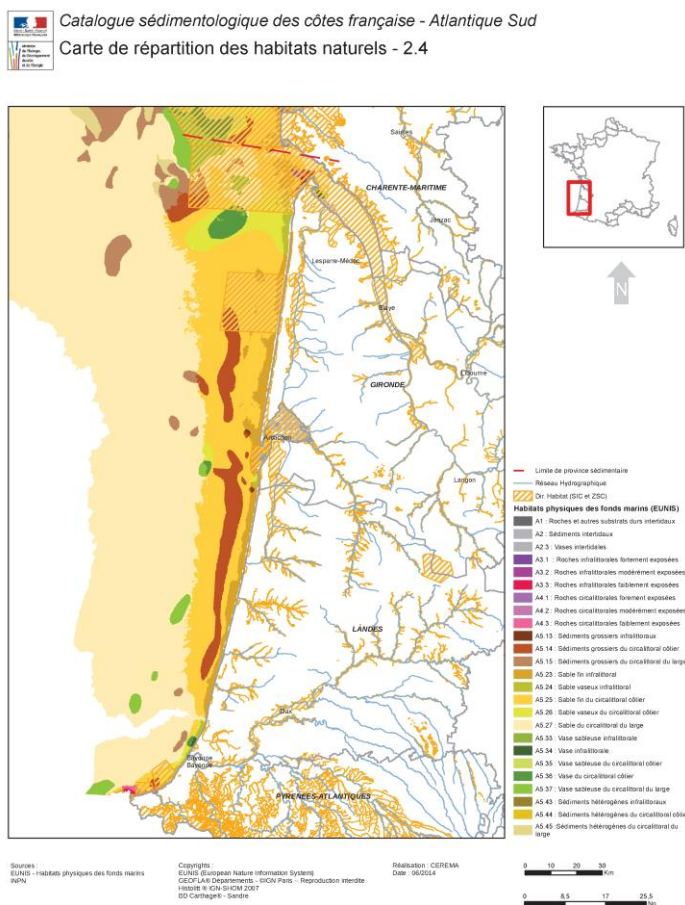 Catalogue sédimentologique des côtes française - Atlantique Sud
Carte de répartition des habitats naturels - 2.4
Saintes
CHARENTE-MARITIME
Jonzac
Lesparre-Médoc
Blaye
Libourne
GIRONDE
Arcachon
Langon
LANDES
Dax
Bayonne
PYRENEES-ATLANTIQUES
N
Limite de province sédimentaire
Réseau Hydrographique
Dir. Habitat (SIC et ZSC)
Habitats physiques des fonds marins (EUNIS)
A1 : Roches et autres substrats durs intertidaux
A2 : Sédiments intertidaux
A2.3 : Vases intertidales
A3.1 : Roches infralittorales fortement exposées
A3.2 : Roches infralittorales modérément exposées
A3.3 : Roches infralittorales faiblement exposées
A4.1 : Roches circalittorales forement exposées
A4.2 : Roches circalittorales modérément exposées
A4.3 : Roches circalittorales faiblement exposées
A5.13 : Sédiments grossiers infralittoraux
A5.14 : Sédiments grossiers du circalittoral côtier
A5.15 : Sédiments grossiers du circalittoral du large
A5.23 : Sable fin infralittoral
A5.24 : Sable vaseux infralittoral
A5.25 : Sable fin du circalittoral côtier
A5.26 : Sable vaseux du circalittoral côtier
A5.27 : Sable du circalittoral du large
A5.33 : Vase sableuse infralittorale
A5.34 : Vase infralittorale
A5.35 : Vase sableuse du circalittoral côtier
A5.36 : Vase du circalittoral côtier
A5.37 : Vase sableuse du circalittoral du large
A5.43 : Sédiments hétérogènes infralittoraux
A5.44 : Sédiments hétérogènes du circalittoral côtier
A5.45 :Sédiments hétérogènes du circalittoral du
large
Sources :
EUNIS - Habitats physiques des fonds marins
INPN
Copyrights :
EUNIS (European Nature Information System)
GEOFLA® Départements - ©IGN Paris - Reproduction interdite
Histolitt ® IGN-SHOM 2007
BD Carthage® - Sandre
Réalisation : CEREMA
Date : 06/2014
0 10 20 30
Km
0 8,5 17 25,5
Nm